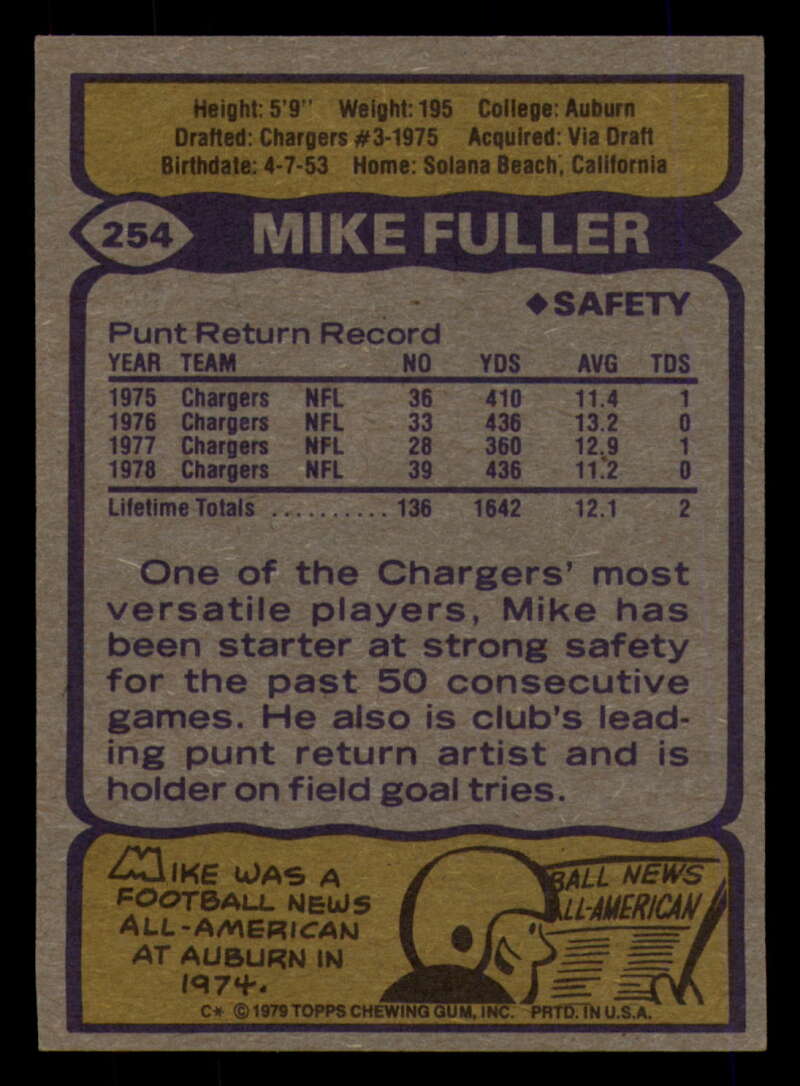 Height: 5'9" Weight: 195 College: Auburn
Drafted: Chargers #3-1975 Acquired: Via Draft
Birthdate: 4-7-53 Home: Solana Beach, California
254 MIKE FULLER
◆SAFETY
Punt Return Record
YEAR TEAM NO YDS AVG TDS
1975 Chargers NFL 36 410 11.4 1
1976 Chargers NFL 33 436 13.2 0
1977 Chargers NFL 28 360 12.9 1
1978 Chargers NFL 39 436 11.2 0
Lifetime Totals .......... 136 1642 12.1 2
One of the Chargers' most
versatile players, Mike has
been starter at strong safety
for the past 50 consecutive
games. He also is club's lead-
ing punt return artist and is
holder on field goal tries.
MIKE WAS A
FOOTBALL NEWS
ALL-AMERICAN
AT AUBURN IN
1974.
BALL NEWS
ALL-AMERICAN
C* © 1979 TOPPS CHEWING GUM, INC. PRTD. IN U.S.A.